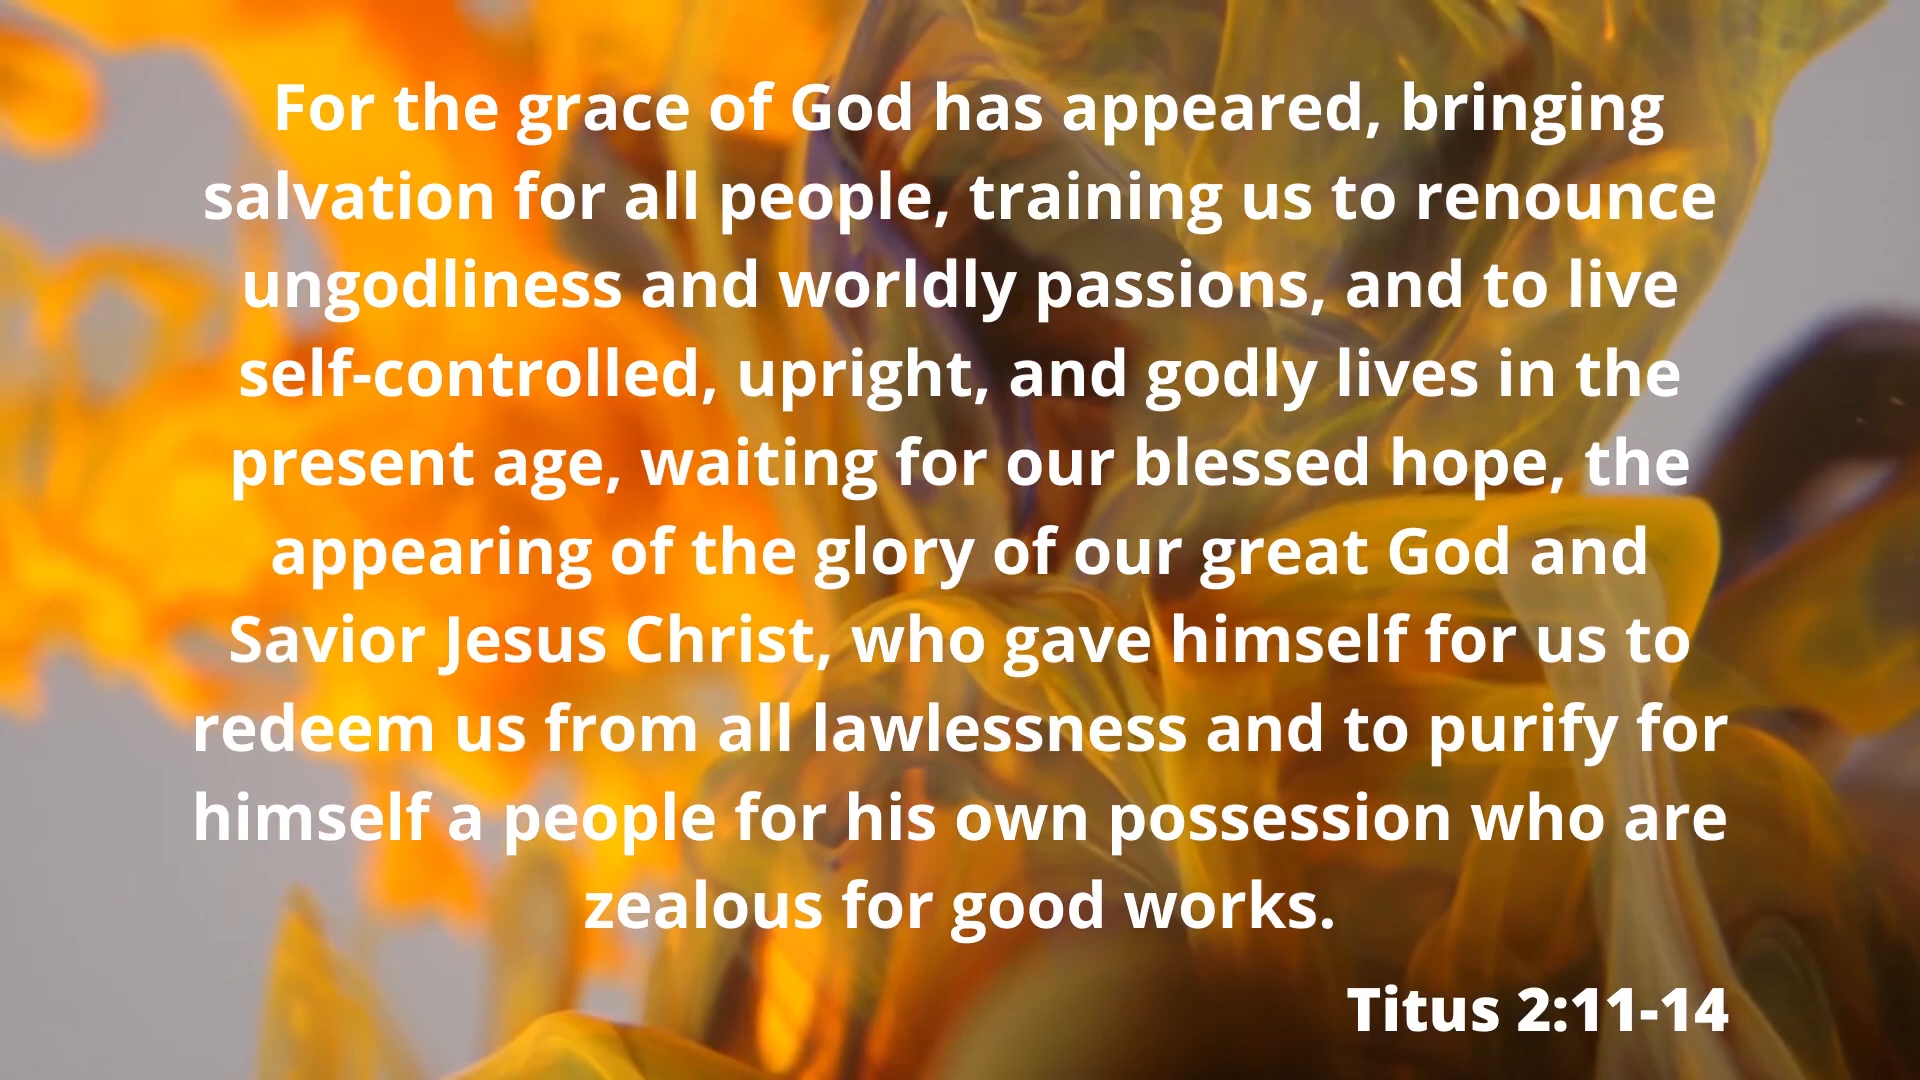 For the grace of God has appeared, bringing
salvation for all people, training us to renounce
ungodliness and worldly passions, and to live
self-controlled, upright, and godly lives in the
present age, waiting for our blessed hope, the
appearing of the glory of our great God and
Savior Jesus Christ, who gave himself for us to
redeem us from all lawlessness and to purify for
himself a people for his own possession who are
zealous for good works.
Titus 2:11-14